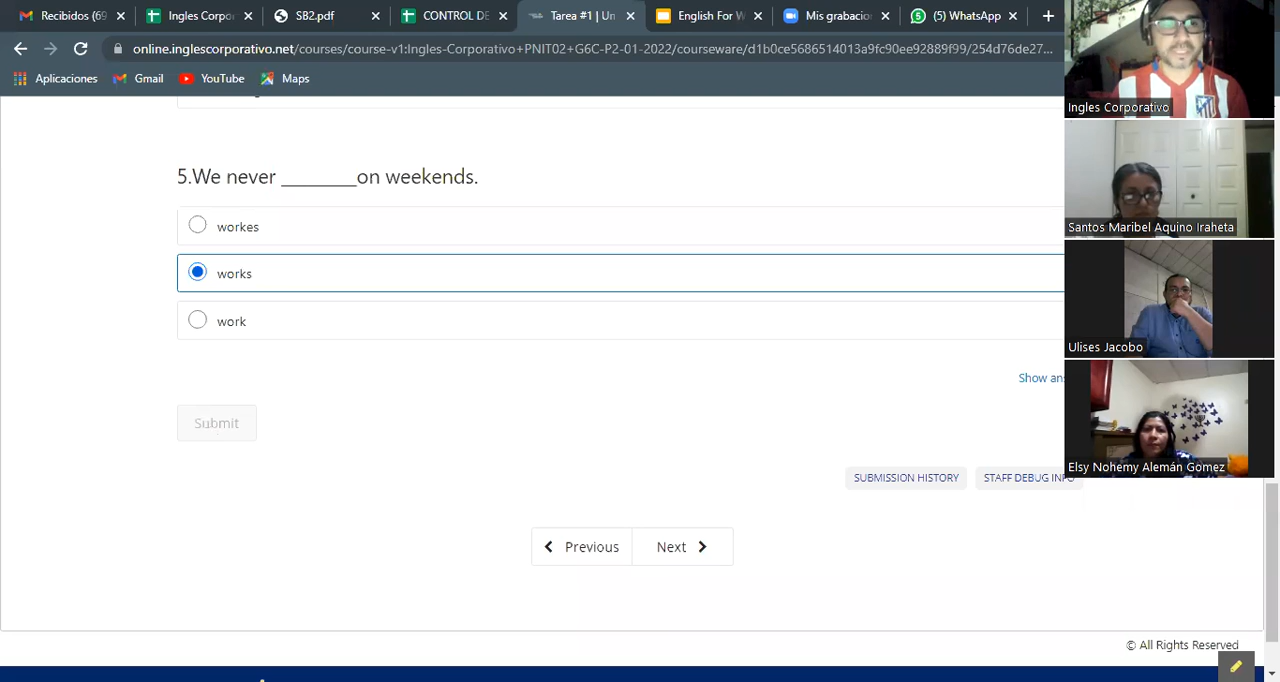 Recibidos (69
Ingles Corpor
SB2.pdf
CONTROL DE
Tarea #1 | Un
English For W
Mis grabacio
(5) WhatsApp
online.inglescorporativo.net/courses/course-v1:Ingles-Corporativo+PNIT02+G6C-P2-01-2022/courseware/d1b0ce5686514013a9fc90ee92889f99/254d76de27...
Aplicaciones
Gmail
YouTube
Maps
5.We never ________on weekends.
workes
works
work
Show ans
Submit
SUBMISSION HISTORY
STAFF DEBUG INFO
Previous
Next
© All Rights Reserved
Ingles Corporativo
Santos Maribel Aquino Iraheta
Ulises Jacobo
Elsy Nohemy Alemán Gomez